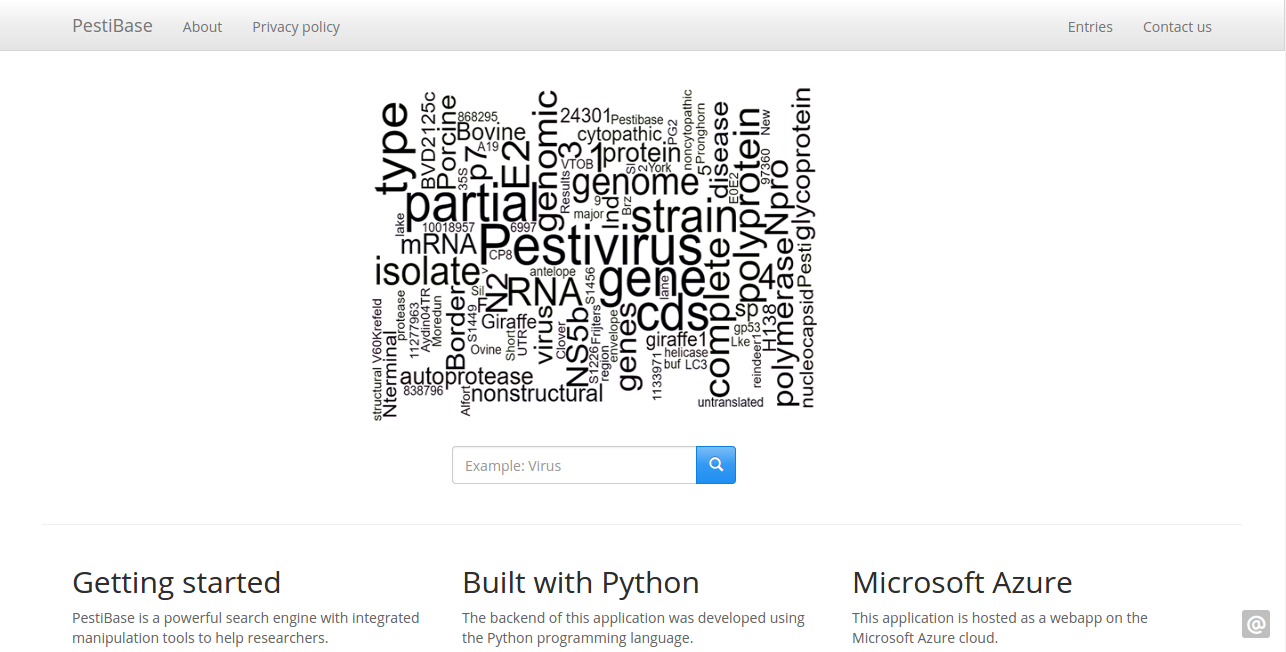 PestiBase About Privacy policy Entries Contact us
type
BVD2125c
Porcine
868295
Bovine
A19
p7
35S
E2
genomic
24301
Pestibase
cytopathic
PG2
noncytopathic
Pronghorn
disease
New
97360
polyprotein
glycoprotein
VTOB
3
1
protein
SI
2
York
5
E0E2
Npro
Results
genome
9
major
Ind
Brz
strain
partial
lake
10018957
6997
mRNA
CP8
Pestivirus
isolate
v
antelope
gene
lane
complete
4
Pesti
N2
Sil
F
RNA
S1456
cds
sp
H138
polymerase
nucleocapsid
protease
11277963
Aydin04TR
Moredun
Border
S1449
Giraffe
virus
Clover
NS5b
Frijters
envelope
genes
giraffe1
gp53
Lke
reindeer1
structural
V60Krefeld
Nterminal
Ovine
Short
UTR
S1226
region
1133971
helicase
buf
LC3
autoprotease
838796
Alfort
nonstructural
untranslated
Example: Virus
Getting started
PestiBase is a powerful search engine with integrated
manipulation tools to help researchers.
Built with Python
The backend of this application was developed using
the Python programming language.
Microsoft Azure
This application is hosted as a webapp on the
Microsoft Azure cloud.
@